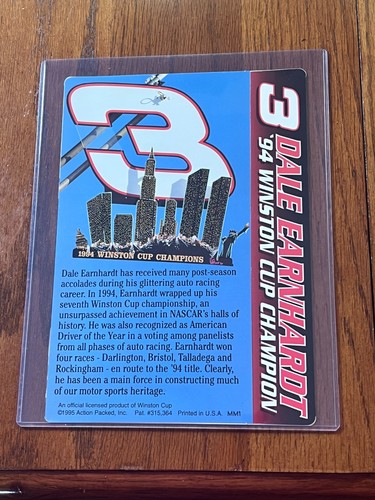 3
1994 WINSTON CUP CHAMPIONS
Dale Earnhardt has received many post-season
accolades during his glittering auto racing
career. In 1994, Earnhardt wrapped up his
seventh Winston Cup championship, an
unsurpassed achievement in NASCAR's halls of
history. He was also recognized as American
Driver of the Year in a voting among panelists
from all phases of auto racing. Earnhardt won
four races - Darlington, Bristol, Talladega and
Rockingham - en route to the '94 title. Clearly,
he has been a main force in constructing much
of our motor sports heritage.
An official licensed product of Winston Cup
©1995 Action Packed, Inc. Pat. #315,364 Printed in U.S.A. MM1
3 DALE EARNHARDT
'94 WINSTON CUP CHAMPION